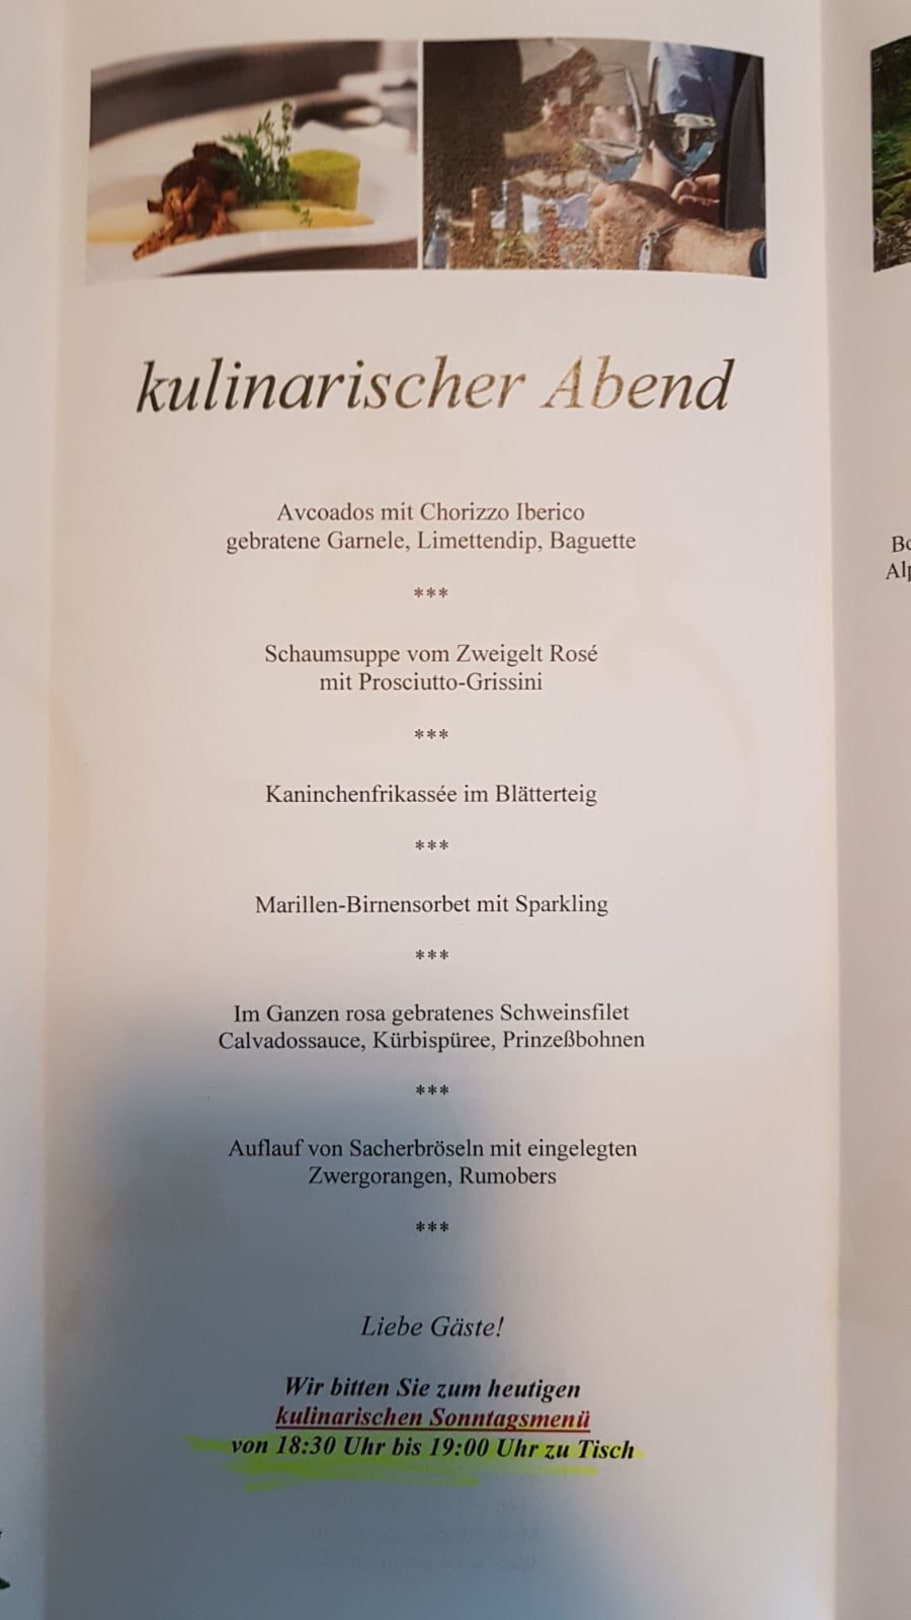 kulinarischer Abend
Avcoados mit Chorizzo Iberico
gebratene Garnele, Limettendip, Baguette
***
Schaumsuppe vom Zweigelt Rosé
mit Prosciutto-Grissini
***
Kaninchenfrikassée im Blätterteig
***
Marillen-Birnensorbet mit Sparkling
***
Im Ganzen rosa gebratenes Schweinsfilet
Calvadossauce, Kürbispüree, Prinzeßbohnen
***
Auflauf von Sacherbröseln mit eingelegten
Zwergorangen, Rumobers
***
Liebe Gäste!
Wir bitten Sie zum heutigen
kulinarischen Sonntagsmenü
von 18:30 Uhr bis 19:00 Uhr zu Tisch